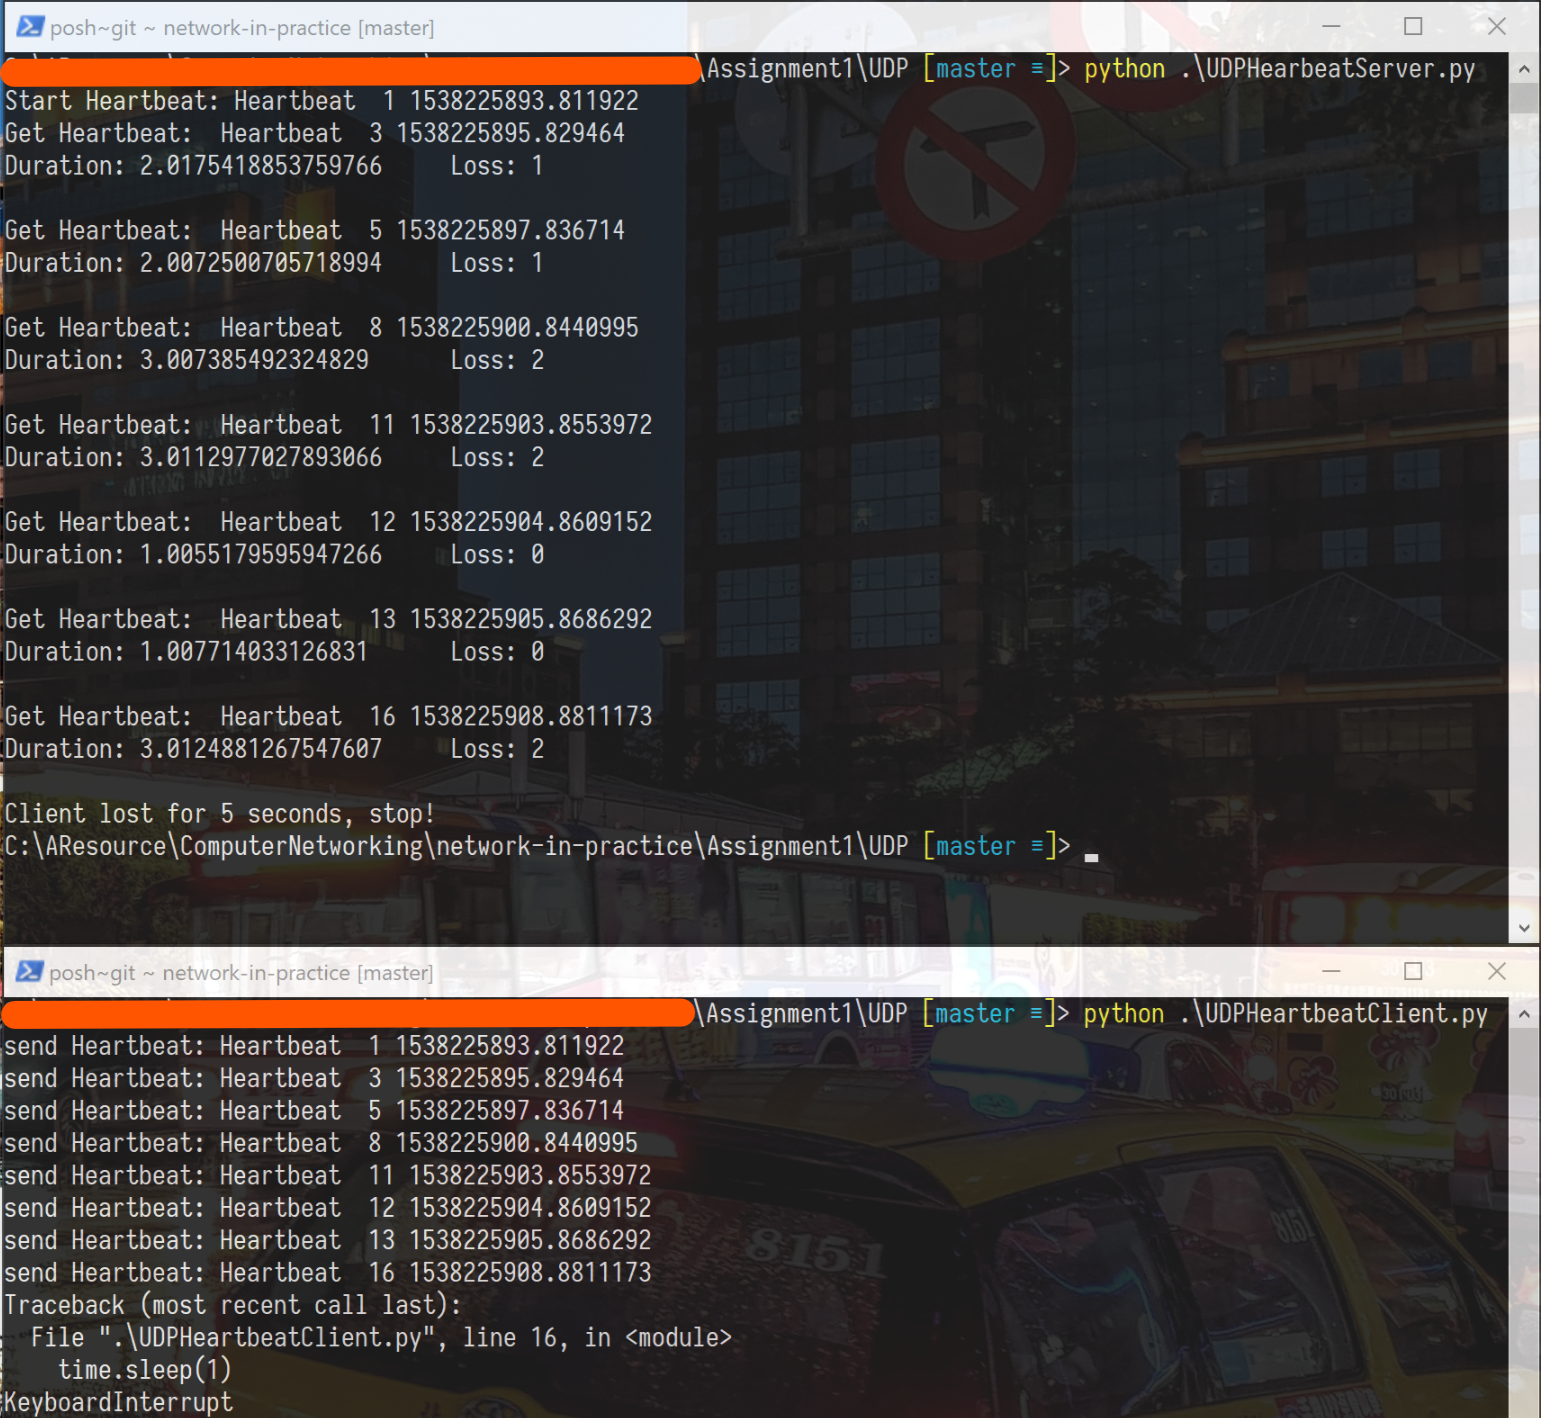 posh~git ~ network-in-practice [master]
\Assignment1\UDP [master ≡]> python .\UDPHearbeatServer.py
Start Heartbeat: Heartbeat  1 1538225893.811922
Get Heartbeat:  Heartbeat  3 1538225895.829464
Duration: 2.0175418853759766     Loss: 1
Get Heartbeat:  Heartbeat  5 1538225897.836714
Duration: 2.0072500705718994     Loss: 1
Get Heartbeat:  Heartbeat  8 1538225900.8440995
Duration: 3.007385492324829      Loss: 2
Get Heartbeat:  Heartbeat  11 1538225903.8553972
Duration: 3.0112977027893066     Loss: 2
Get Heartbeat:  Heartbeat  12 1538225904.8609152
Duration: 1.0055179595947266     Loss: 0
Get Heartbeat:  Heartbeat  13 1538225905.8686292
Duration: 1.007714033126831      Loss: 0
Get Heartbeat:  Heartbeat  16 1538225908.8811173
Duration: 3.0124881267547607     Loss: 2
Client lost for 5 seconds, stop!
C:\AResource\ComputerNetworking\network-in-practice\Assignment1\UDP [master ≡]>
posh~git ~ network-in-practice [master]
\Assignment1\UDP [master ≡]> python .\UDPHeartbeatClient.py
send Heartbeat: Heartbeat  1 1538225893.811922
send Heartbeat: Heartbeat  3 1538225895.829464
send Heartbeat: Heartbeat  5 1538225897.836714
send Heartbeat: Heartbeat  8 1538225900.8440995
send Heartbeat: Heartbeat  11 1538225903.8553972
send Heartbeat: Heartbeat  12 1538225904.8609152
send Heartbeat: Heartbeat  13 1538225905.8686292
8151
8151
send Heartbeat: Heartbeat  16 1538225908.8811173
Traceback (most recent call last):
  File ".\UDPHeartbeatClient.py", line 16, in <module>
    time.sleep(1)
KeyboardInterrupt